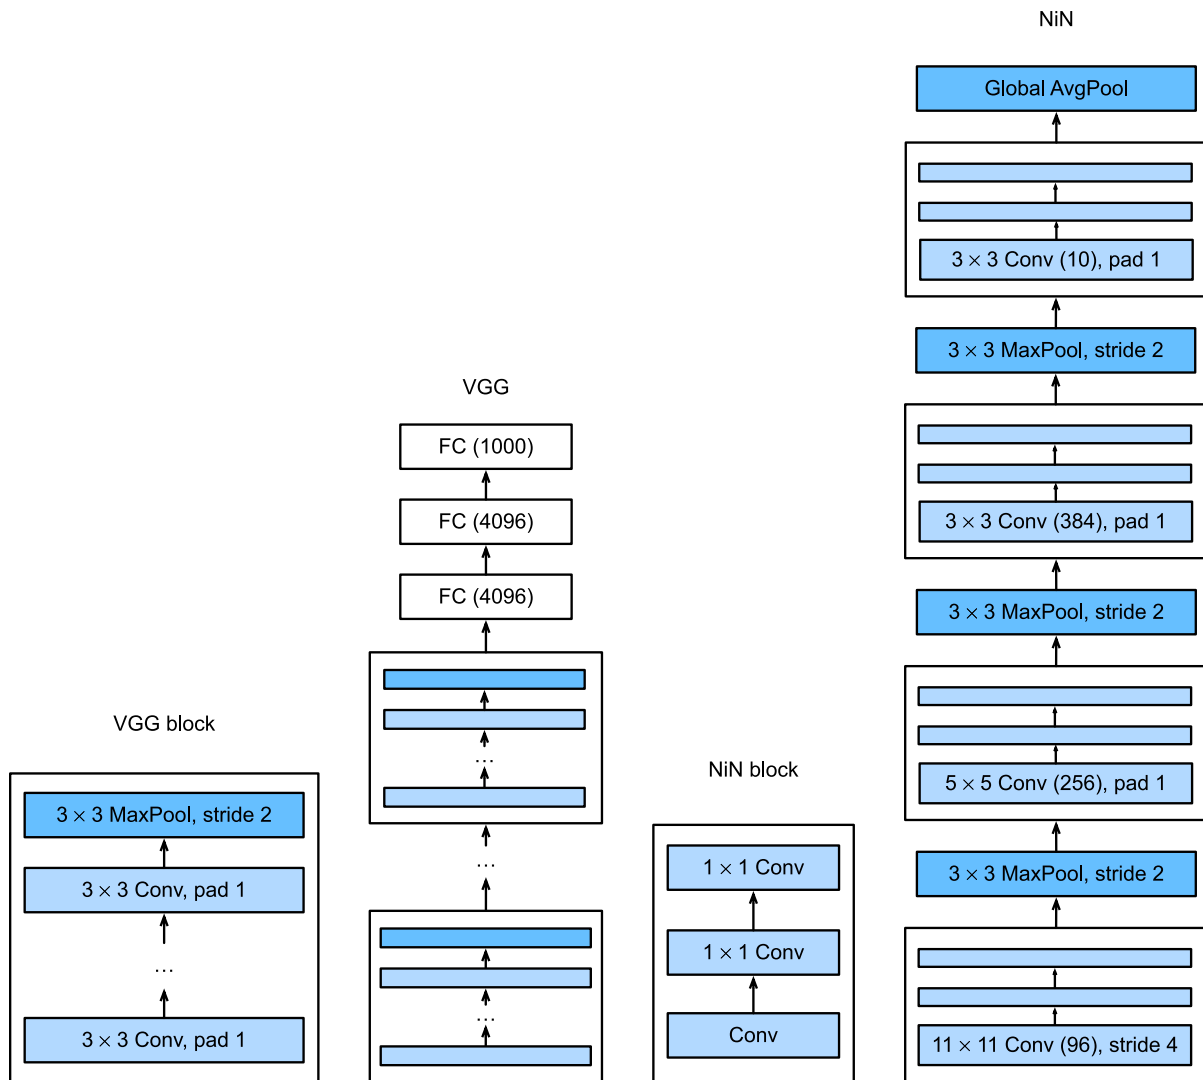 VGG block
3 × 3 MaxPool, stride 2
3 × 3 Conv, pad 1
...
3 × 3 Conv, pad 1
VGG
FC (1000)
FC (4096)
FC (4096)
...
...
...
NiN block
1 × 1 Conv
1 × 1 Conv
Conv
NiN
Global AvgPool
3 × 3 Conv (10), pad 1
3 × 3 MaxPool, stride 2
3 × 3 Conv (384), pad 1
3 × 3 MaxPool, stride 2
5 × 5 Conv (256), pad 1
3 × 3 MaxPool, stride 2
11 × 11 Conv (96), stride 4